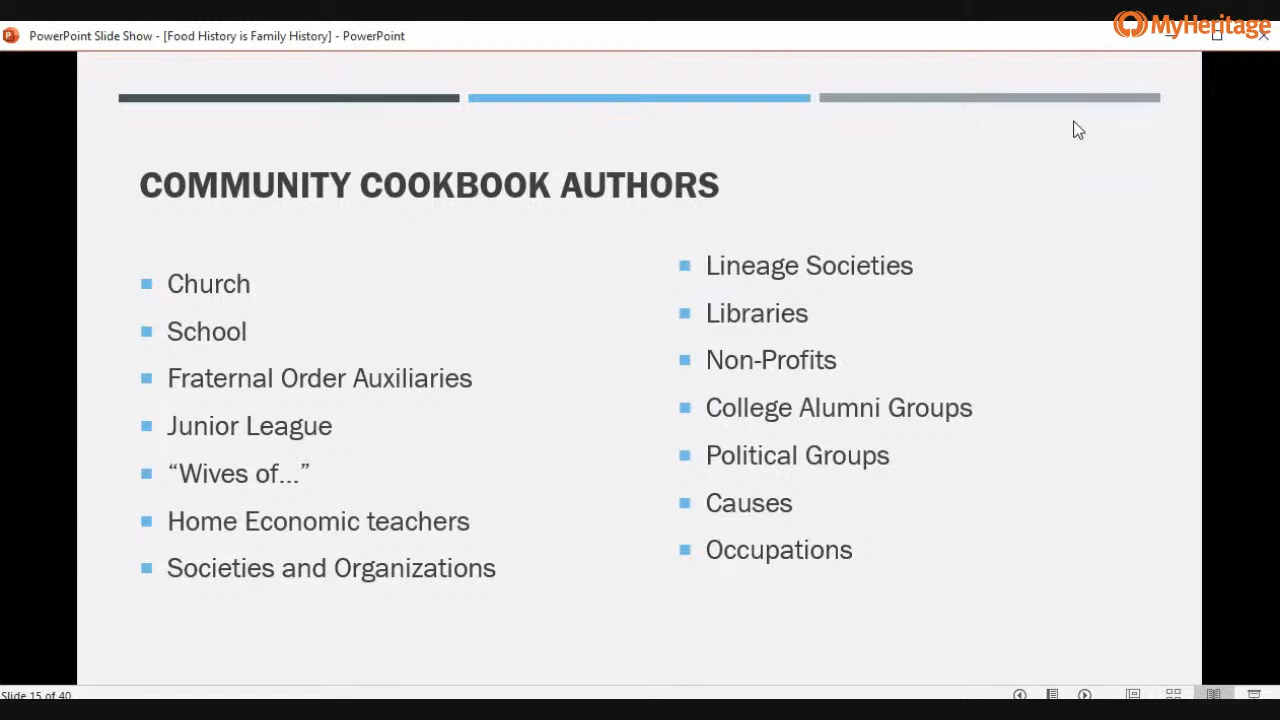 PowerPoint Slide Show - [Food History is Family History] - PowerPoint
MyHeritage
COMMUNITY COOKBOOK AUTHORS
Church
School
Fraternal Order Auxiliaries
Junior League
“Wives of...”
Home Economic teachers
Societies and Organizations
Lineage Societies
Libraries
Non-Profits
College Alumni Groups
Political Groups
Causes
Occupations
Slide 15 of 40